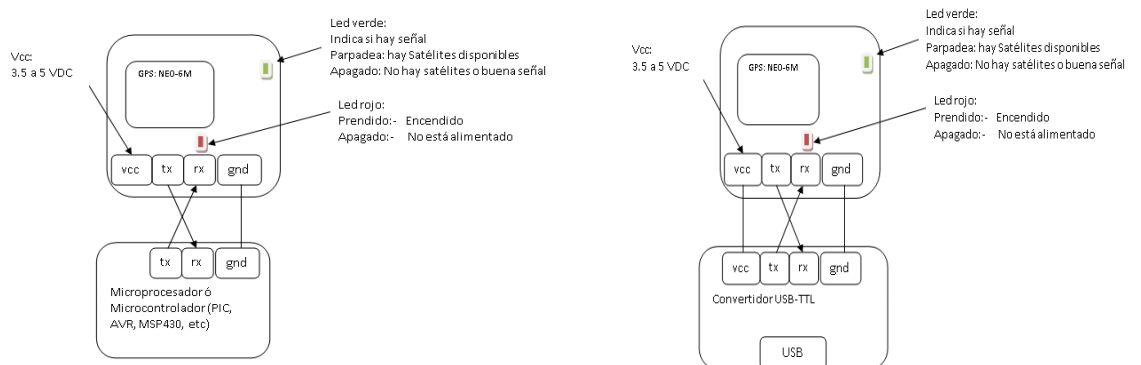 Led verde:
Indica si hay señal
Parpadea: hay Satélites disponibles
Apagado: No hay satélites o buena señal
Vcc:
3.5 a 5 VDC
GPS: NEO-6M
Led rojo:
Prendido:- Encendido
Apagado:- No está alimentado
vcc tx rx gnd
tx rx gnd
Microprocesador ó
Microcontrolador (PIC,
AVR, MSP430, etc)
Led verde:
Indica si hay señal
Parpadea: hay Satélites disponibles
Apagado: No hay satélites o buena señal
Vcc:
3.5 a 5 VDC
GPS: NEO-6M
Led rojo:
Prendido:- Encendido
Apagado:- No está alimentado
vcc tx rx gnd
vcc tx rx gnd
Convertidor USB-TTL
USB